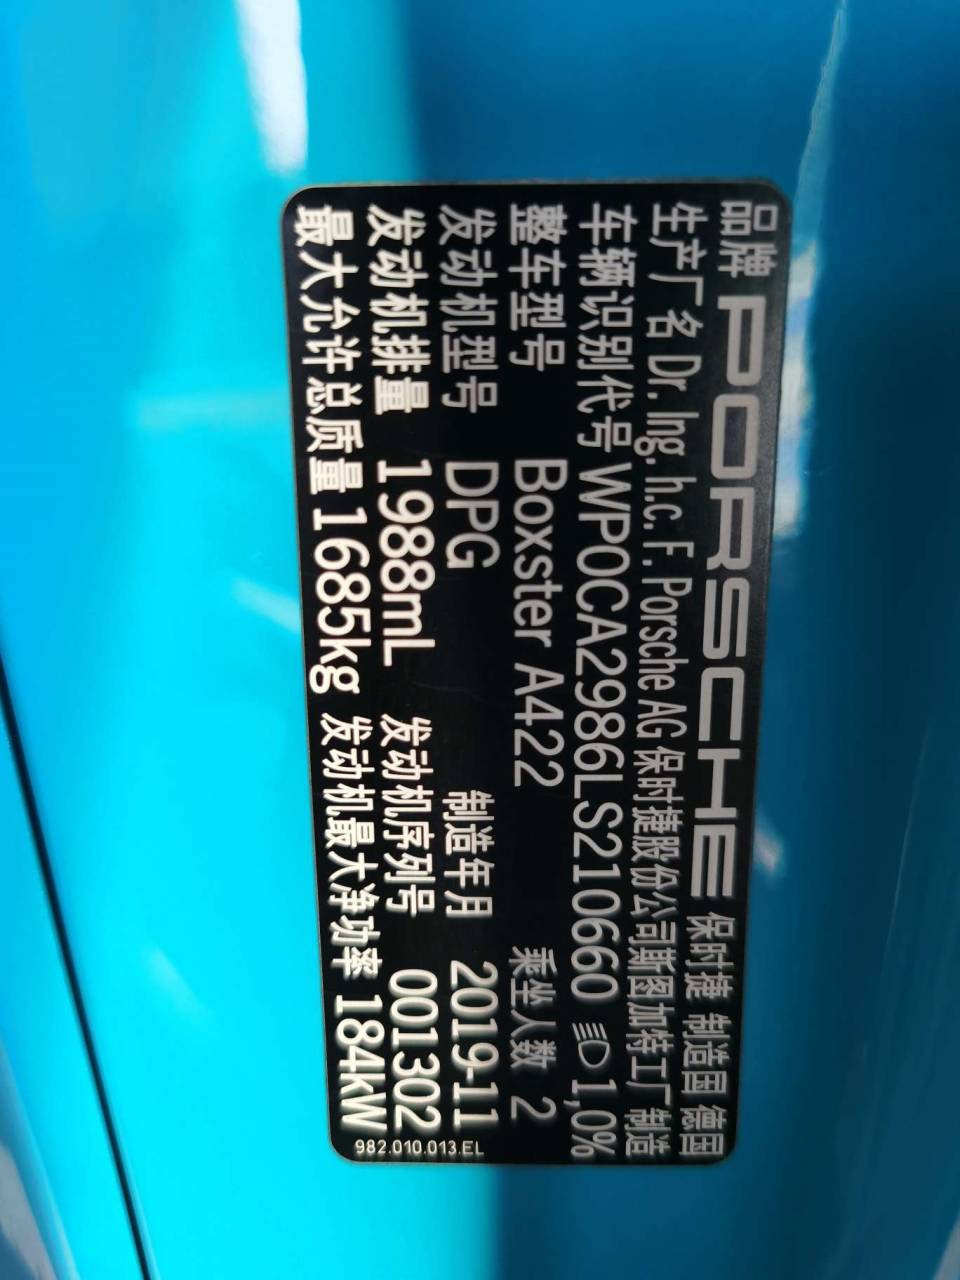 品牌 PORSCHE 保时捷 制造国 德国
生产厂名 Dr. Ing. h.c. F. Porsche AG 保时捷股份公司斯图加特工厂制造
车辆识别代号 WP0CA2986LS210660 1,0%
整车型号 Boxster A422 乘坐人数 2
发动机型号 DPG 制造年月 2019-11
发动机排量 1988mL 发动机序列号 001302
最大允许总质量 1685kg 发动机最大净功率 184kW
982.010.013.EL